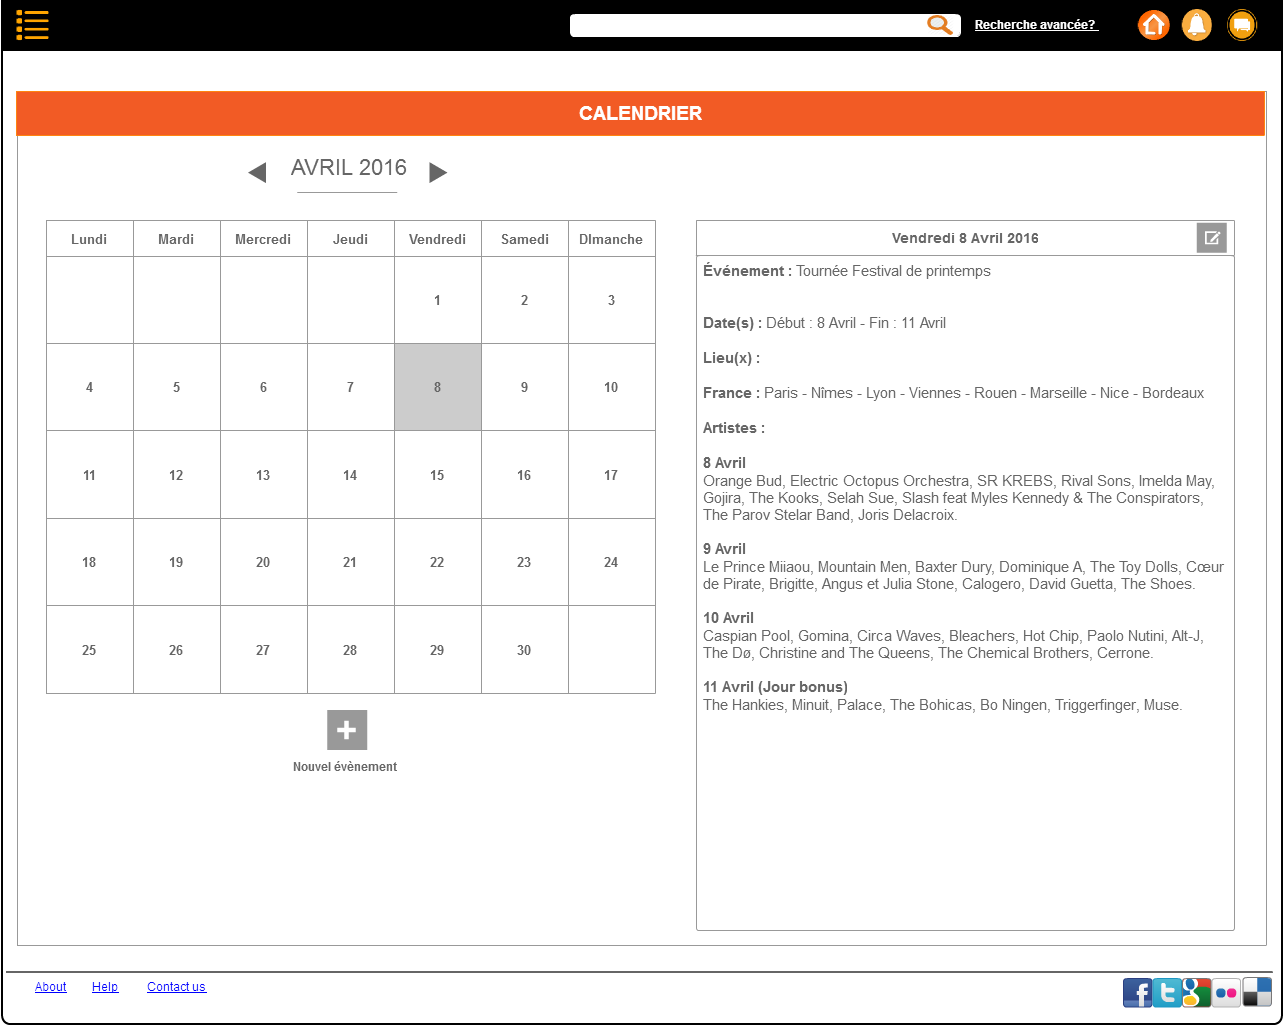 Recherche avancée?
CALENDRIER
AVRIL 2016
Lundi Mardi Mercredi Jeudi Vendredi Samedi DImanche
1 2 3
4 5 6 7 8 9 10
11 12 13 14 15 16 17
18 19 20 21 22 23 24
25 26 27 28 29 30
Nouvel évènement
Vendredi 8 Avril 2016
Événement : Tournée Festival de printemps
Date(s) : Début : 8 Avril - Fin : 11 Avril
Lieu(x) :
France : Paris - Nîmes - Lyon - Viennes - Rouen - Marseille - Nice - Bordeaux
Artistes :
8 Avril
Orange Bud, Electric Octopus Orchestra, SR KREBS, Rival Sons, Imelda May,
Gojira, The Kooks, Selah Sue, Slash feat Myles Kennedy & The Conspirators,
The Parov Stelar Band, Joris Delacroix.
9 Avril
Le Prince Miiaou, Mountain Men, Baxter Dury, Dominique A, The Toy Dolls, Cœur
de Pirate, Brigitte, Angus et Julia Stone, Calogero, David Guetta, The Shoes.
10 Avril
Caspian Pool, Gomina, Circa Waves, Bleachers, Hot Chip, Paolo Nutini, Alt-J,
The Dø, Christine and The Queens, The Chemical Brothers, Cerrone.
11 Avril (Jour bonus)
The Hankies, Minuit, Palace, The Bohicas, Bo Ningen, Triggerfinger, Muse.
About Help Contact us